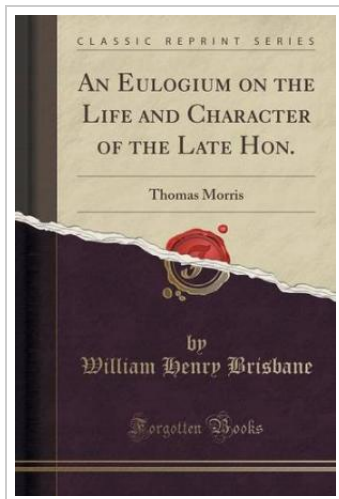 CLASSIC REPRINT SERIES
AN EULOGIUM ON THE
LIFE AND CHARACTER
OF THE LATE HON.
Thomas Morris
by
William Henry Brisbane
Forgotten Books